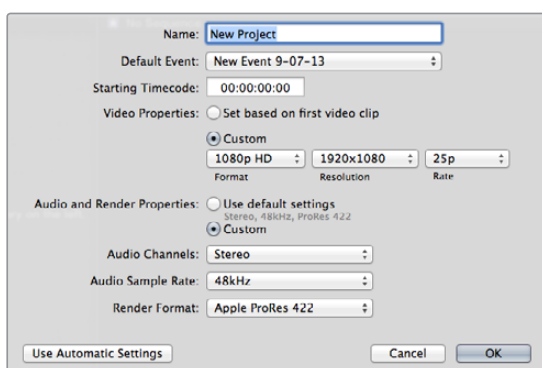 Name: New Project
Default Event: New Event 9-07-13
Starting Timecode: 00:00:00:00
Video Properties: Set based on first video clip
Custom
1080p HD 1920x1080 25p
Format Resolution Rate
Audio and Render Properties: Use default settings
Stereo, 48kHz, ProRes 422
Custom
Audio Channels: Stereo
Audio Sample Rate: 48kHz
Render Format: Apple ProRes 422
Use Automatic Settings Cancel OK